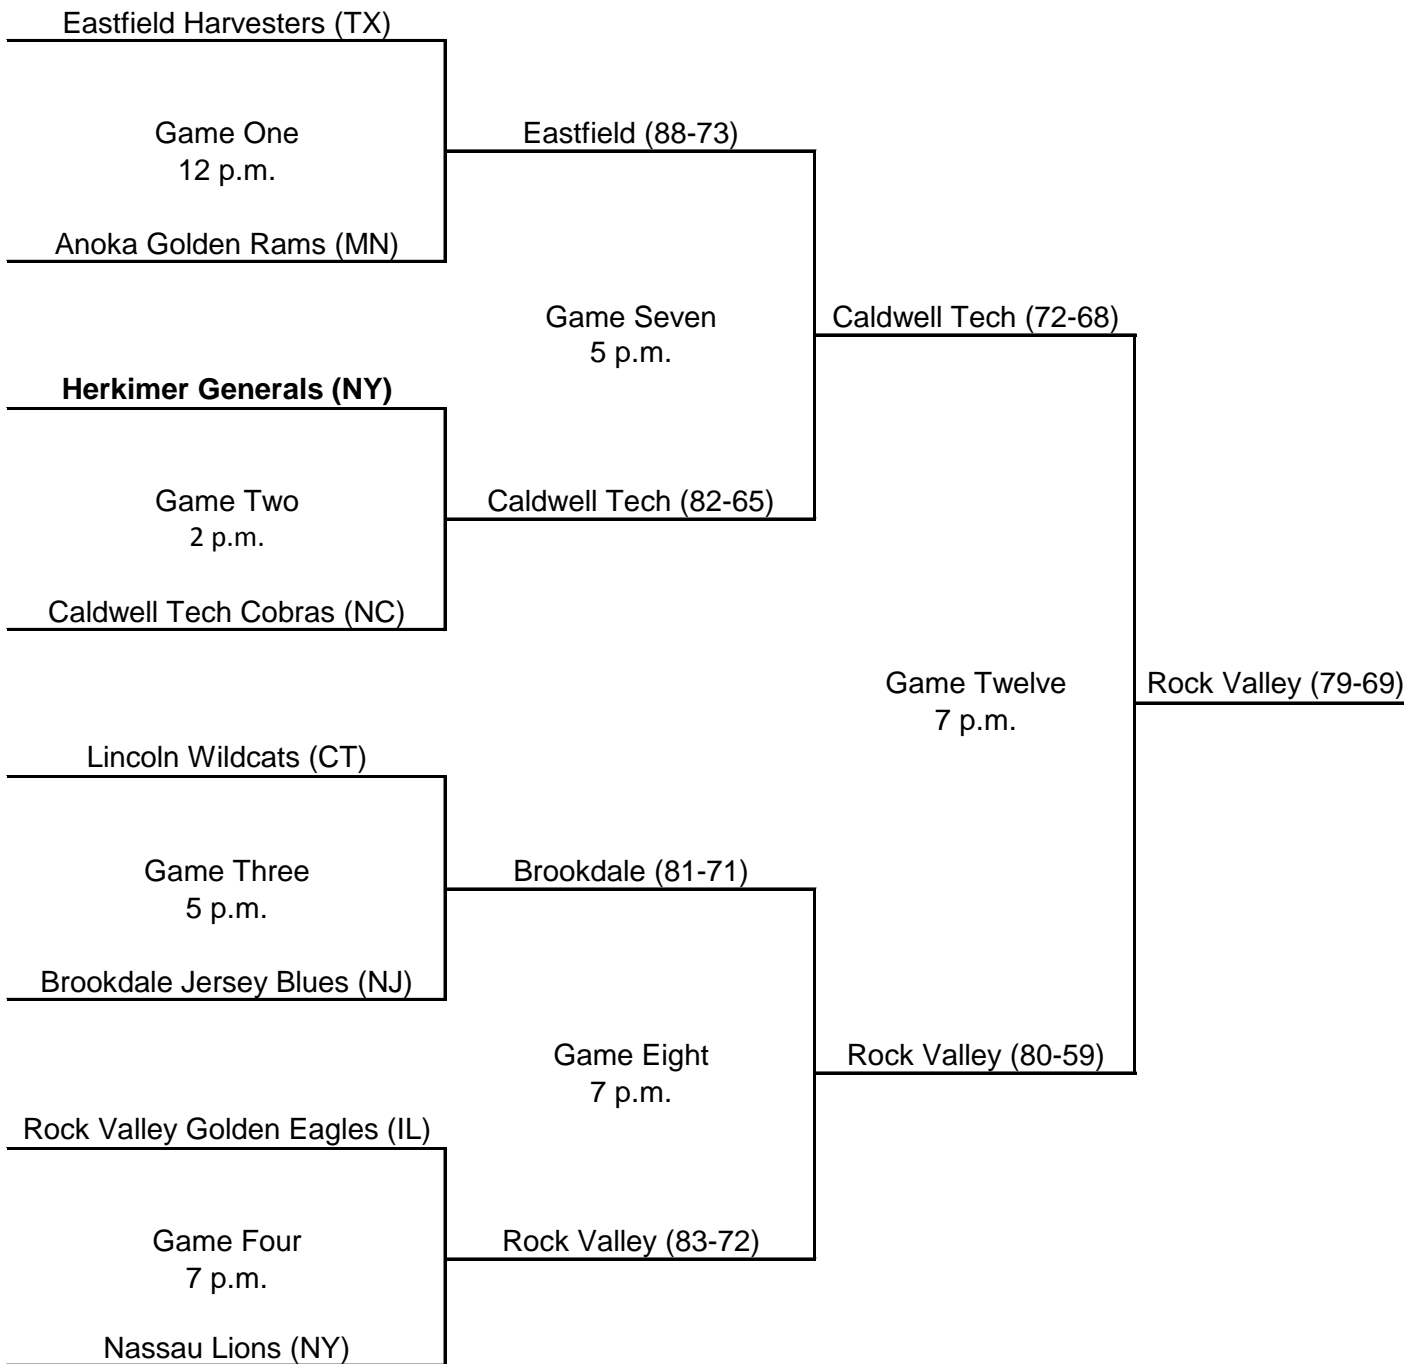 Eastfield Harvesters (TX)
Game One
12 p.m.
Eastfield (88-73)
Anoka Golden Rams (MN)
Game Seven
5 p.m.
Caldwell Tech (72-68)
Herkimer Generals (NY)
Game Two
2 p.m.
Caldwell Tech (82-65)
Caldwell Tech Cobras (NC)
Game Twelve
7 p.m.
Rock Valley (79-69)
Lincoln Wildcats (CT)
Game Three
5 p.m.
Brookdale (81-71)
Brookdale Jersey Blues (NJ)
Game Eight
7 p.m.
Rock Valley (80-59)
Rock Valley Golden Eagles (IL)
Game Four
7 p.m.
Rock Valley (83-72)
Nassau Lions (NY)